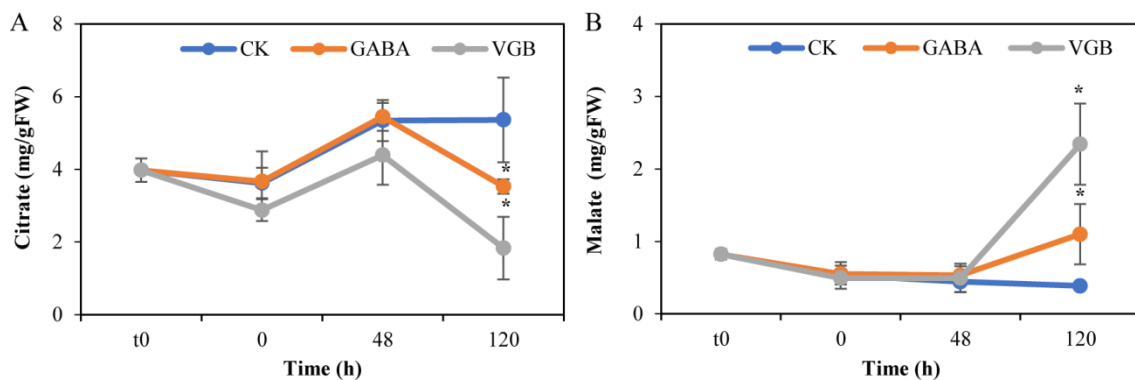 A
CK GABA VGB
Citrate (mg/gFW)
8
6
4
2
0
*
*
t0 0 48 120
Time (h)
B
CK GABA VGB
Malate (mg/gFW)
4
3
2
1
0
*
*
t0 0 48 120
Time (h)